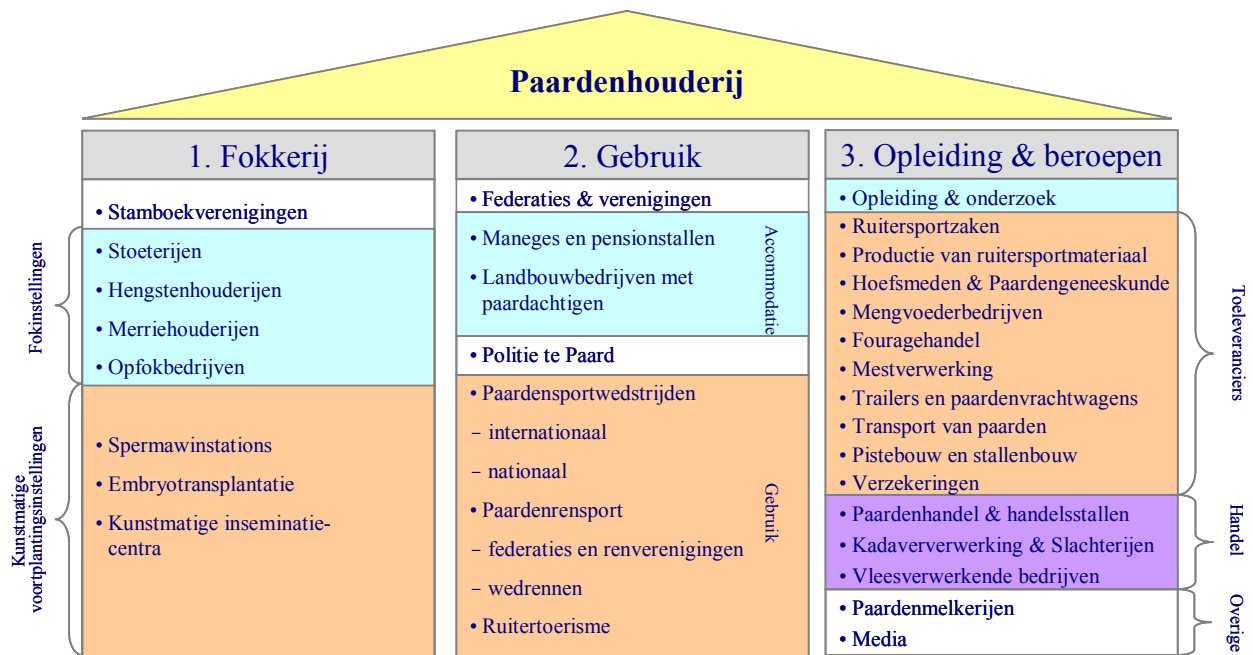 Paardenhouderij
1. Fokkerij
• Stamboekverenigingen
Fokinstellingen
• Stoeterijen
• Hengstenhouderijen
• Merriehouderijen
• Opfokbedrijven
Kunstmatige
voortplantingsinstellingen
• Spermawinstations
• Embryotransplantatie
• Kunstmatige inseminatie-
centra
2. Gebruik
• Federaties & verenigingen
• Maneges en pensionstallen
• Landbouwbedrijven met
paardachtigen
Accommodatie
• Politie te Paard
• Paardensportwedstrijden
– internationaal
– nationaal
• Paardenrensport
– federaties en renverenigingen
– wedrennen
• Ruitertoerisme
Gebruik
3. Opleiding & beroepen
• Opleiding & onderzoek
• Ruitersportzaken
• Productie van ruitersportmateriaal
• Hoefsmeden & Paardengeneeskunde
• Mengvoederbedrijven
• Fouragehandel
• Mestverwerking
• Trailers en paardenvrachtwagens
• Transport van paarden
• Pistebouw en stallenbouw
• Verzekeringen
Toeleveranciers
• Paardenhandel & handelsstallen
• Kadaververwerking & Slachterijen
• Vleesverwerkende bedrijven
Handel
• Paardenmelkerijen
• Media
Overige